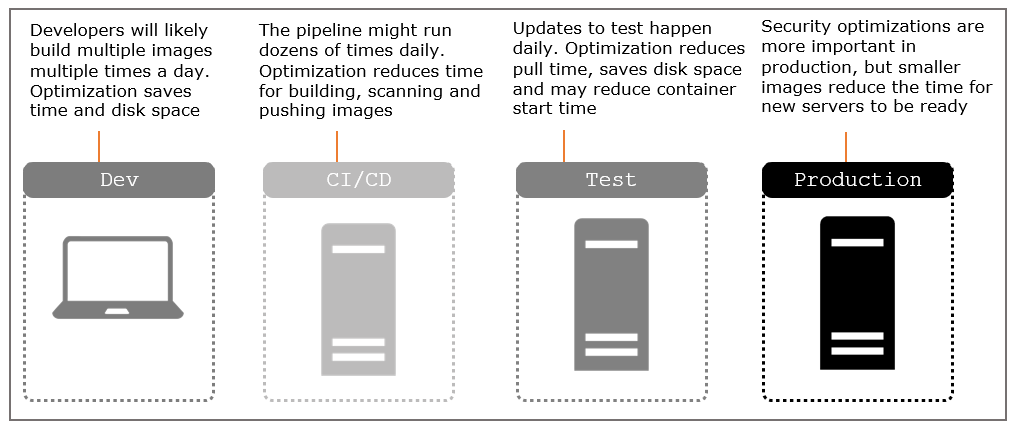 Developers will likely
build multiple images
multiple times a day.
Optimization saves
time and disk space
The pipeline might run
dozens of times daily.
Optimization reduces time
for building, scanning and
pushing images
Updates to test happen
daily. Optimization reduces
pull time, saves disk space
and may reduce container
start time
Security optimizations are
more important in
production, but smaller
images reduce the time for
new servers to be ready
Dev
CI/CD
Test
Production